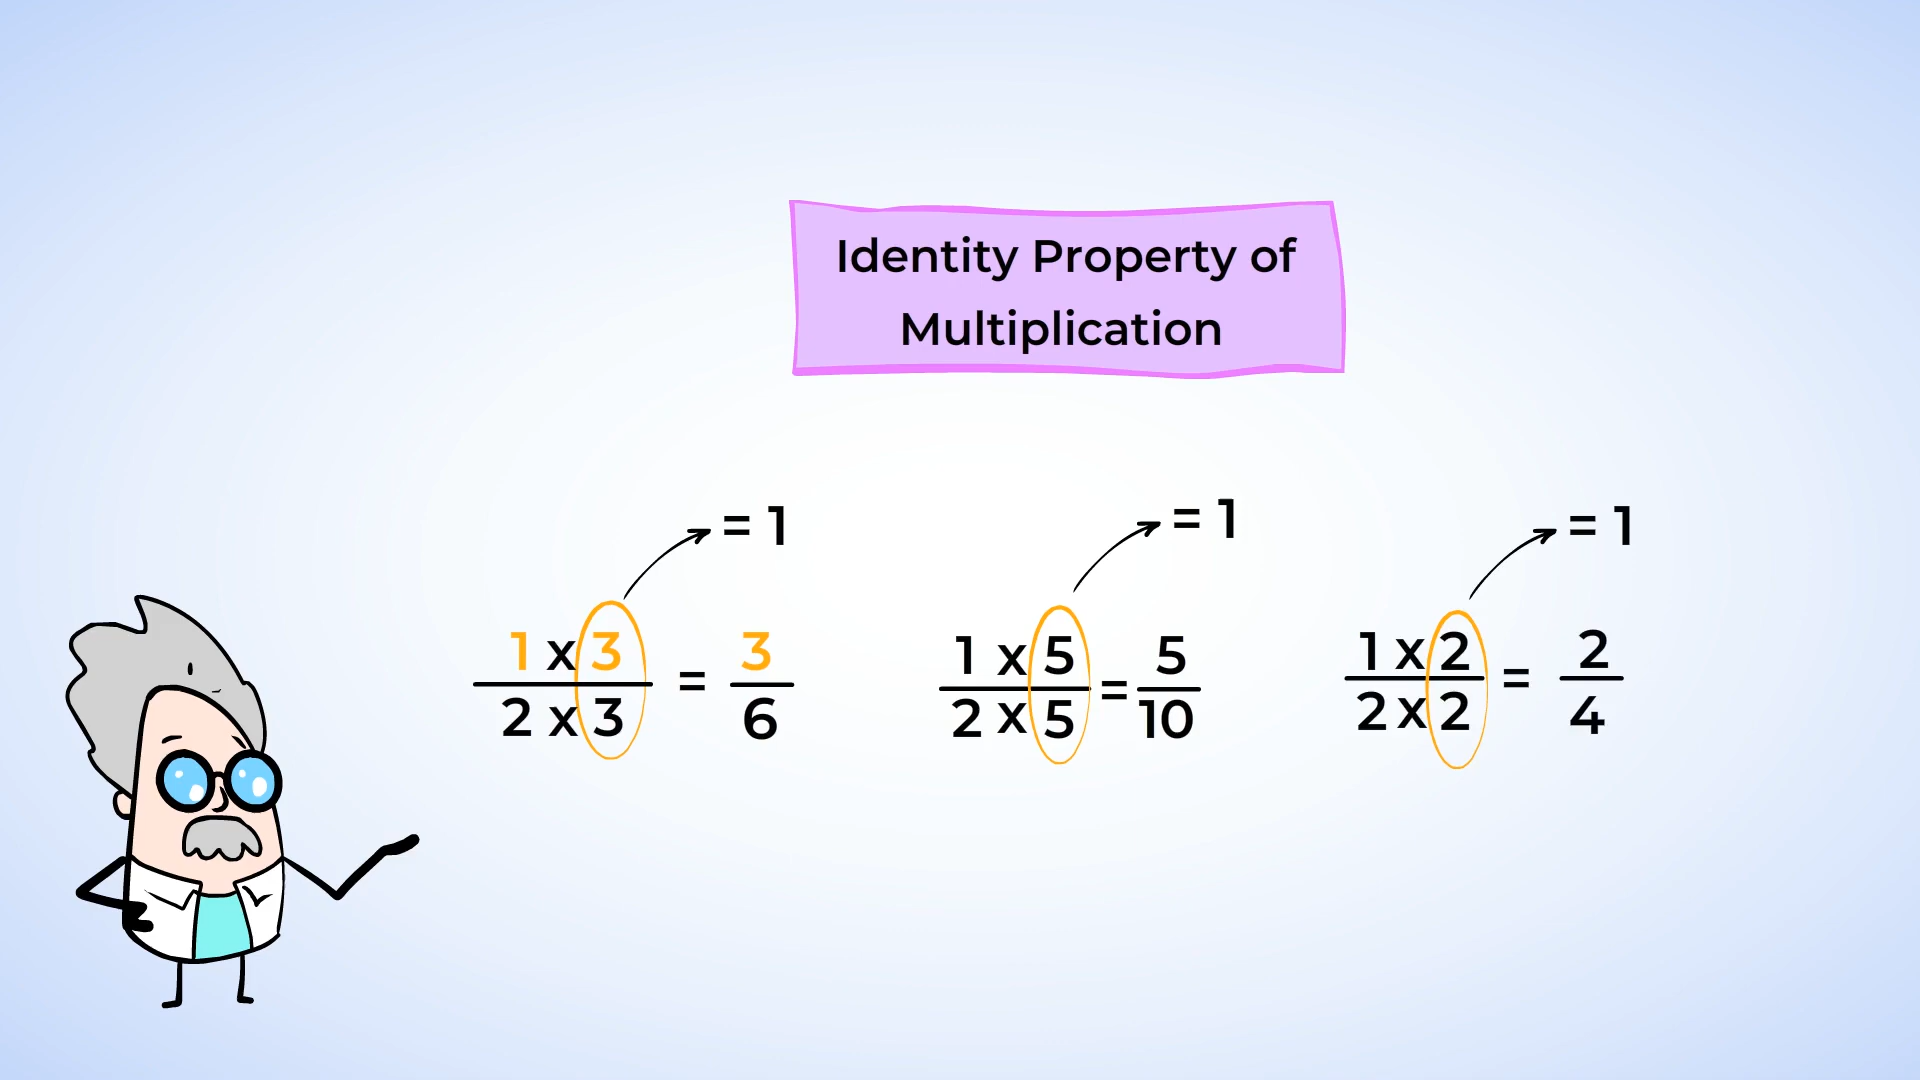 Identity Property of
Multiplication
= 1
= 1
= 1
1 x 3
2 x 3
=
3
6
1 x 5
2 x 5
=
5
10
1 x 2
2 x 2
=
2
4